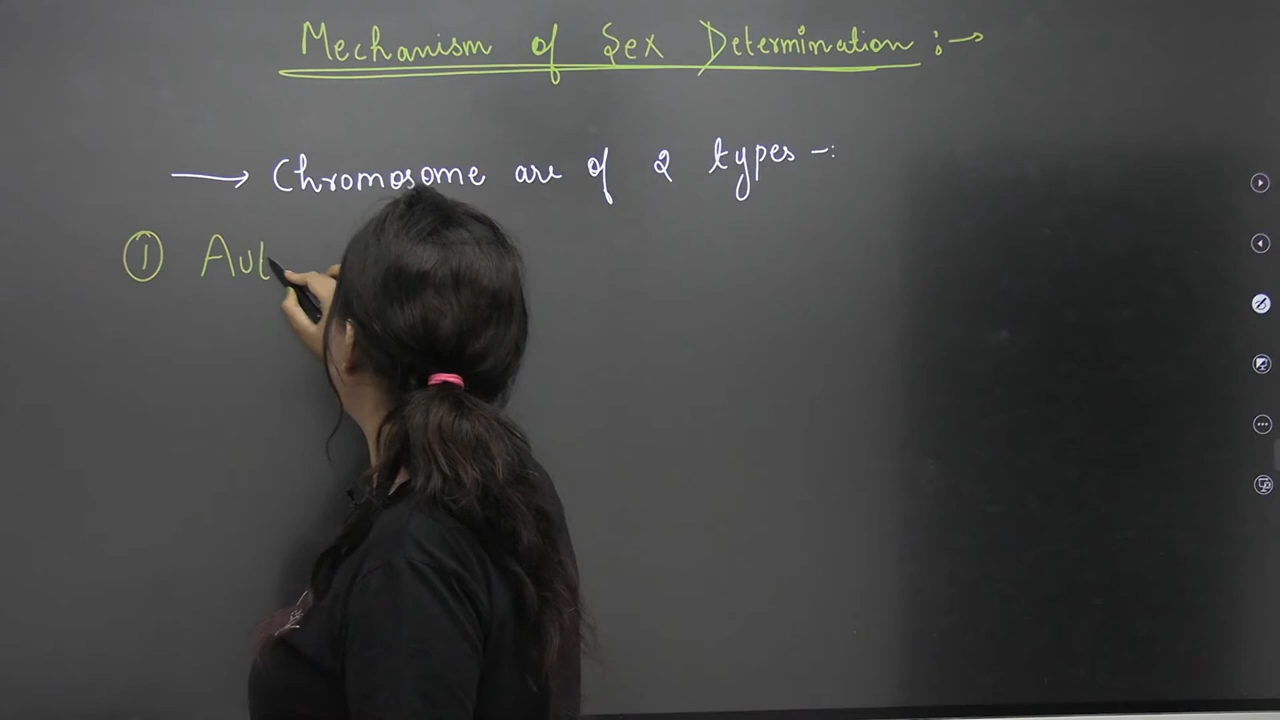 Mechanism of Sex Determination :→
→ Chromosome are of 2 types -:
① Aut